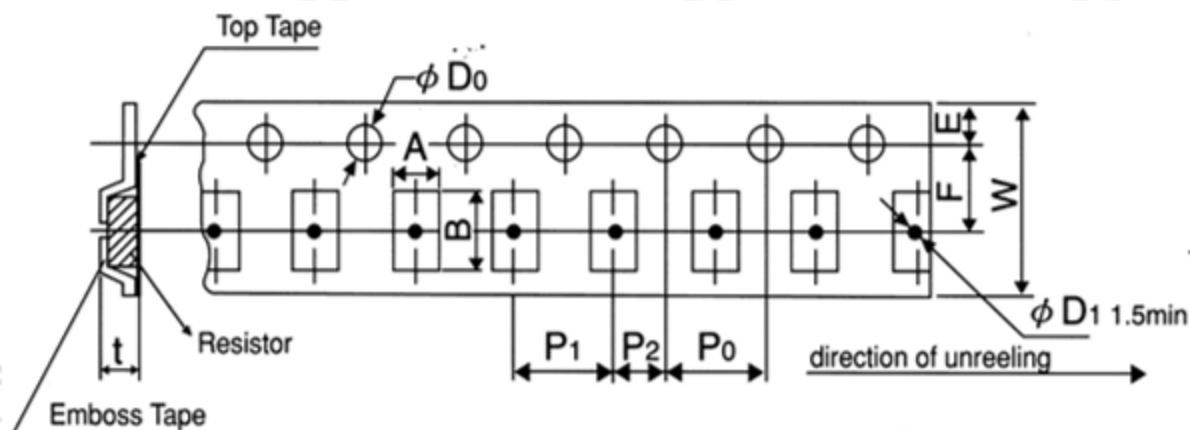 Top Tape
ϕ D0
A
E
F
W
B
ϕ D1 1.5min
P1 P2 P0
t
Resistor
direction of unreeling
Emboss Tape